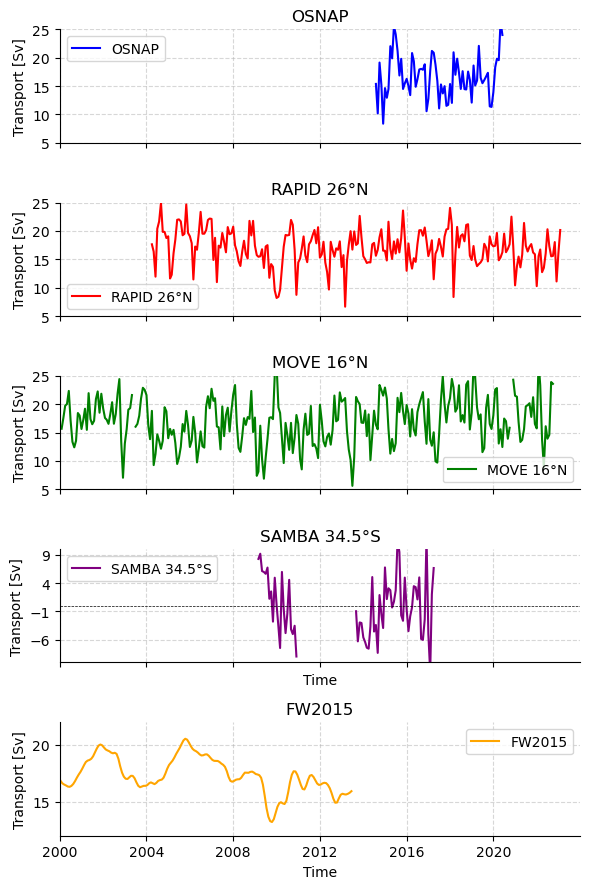 OSNAP
25
20
15
10
5
Transport [Sv]
OSNAP
RAPID 26°N
25
20
15
10
5
Transport [Sv]
RAPID 26°N
MOVE 16°N
25
20
15
10
5
Transport [Sv]
MOVE 16°N
SAMBA 34.5°S
9
4
−1
−6
Transport [Sv]
SAMBA 34.5°S
Time
FW2015
20
15
Transport [Sv]
FW2015
2000 2004 2008 2012 2016 2020
Time